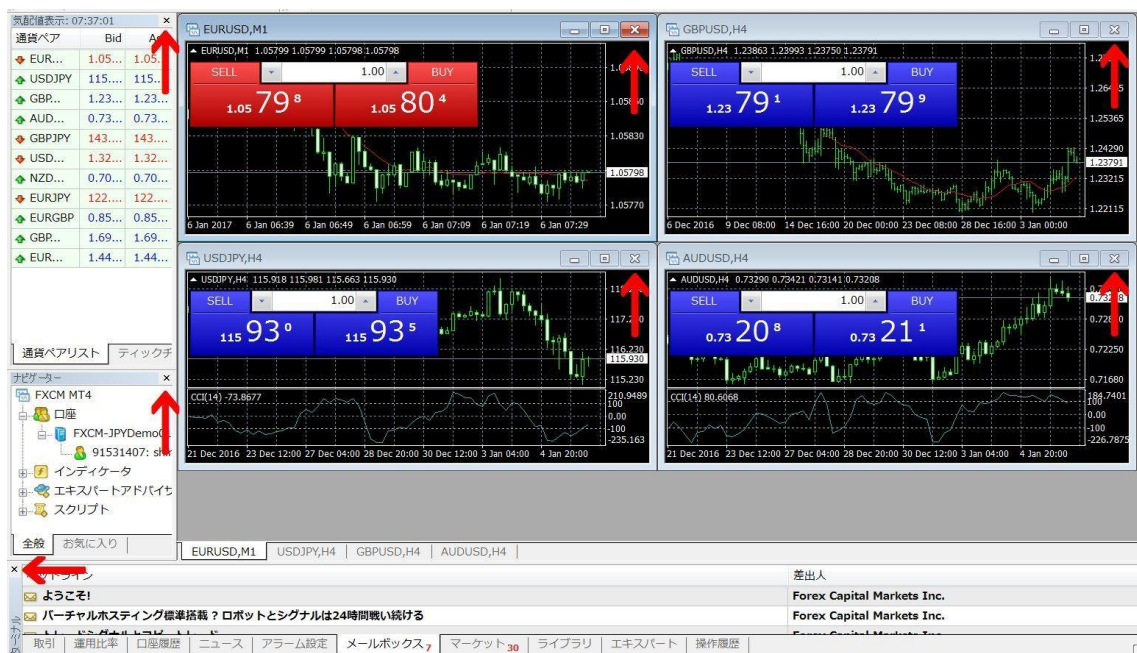 気配値表示: 07:37:01
通貨ペア Bid
EUR... 1.05... 1.05...
USDJPY 115.... 115....
GBP... 1.23... 1.23...
AUD... 0.73... 0.73...
GBPJPY 143.... 143....
USD... 1.32... 1.32...
NZD... 0.70... 0.70...
EURJPY 122.... 122....
EURGBP 0.85... 0.85...
GBP... 1.69... 1.69...
EUR... 1.44... 1.44...
通貨ペアリスト ティックチ
ナビゲーター
FXCM MT4
口座
FXCM-JPYDemo01
91531407:
インディケータ
エキスパートアドバイサ
スクリプト
全般 お気に入り
EURUSD,M1
EURUSD,M1 1.05799 1.05799 1.05798 1.05798
SELL 1.00 BUY
1.05 79 8 1.05 80 4
1.05830
1.05798
1.05770
6 Jan 2017 6 Jan 06:39 6 Jan 06:49 6 Jan 06:59 6 Jan 07:09 6 Jan 07:19 6 Jan 07:29
GBPUSD,H4
GBPUSD,H4 1.23863 1.23993 1.23750 1.23791
SELL 1.00 BUY
1.23 79 1 1.23 79 9
1.25365
1.24290
1.23791
1.23215
1.22115
6 Dec 2016 9 Dec 08:00 14 Dec 16:00 20 Dec 00:00 23 Dec 08:00 28 Dec 16:00 3 Jan 00:00
USDJPY,H4
USDJPY,H4 115.918 115.981 115.663 115.930
SELL 1.00 BUY
115 93 0 115 93 5
116.230
115.930
115.230
CCI(14) -73.8677
210.9489
100
0.00
-100
-235.163
21 Dec 2016 23 Dec 12:00 27 Dec 04:00 28 Dec 20:00 30 Dec 12:00 3 Jan 04:00 4 Jan 20:00
AUDUSD,H4
AUDUSD,H4 0.73290 0.73421 0.73141 0.73208
SELL 1.00 BUY
0.73 20 8 0.73 21 1
0.72250
0.71680
CCI(14) 80.6068
184.7401
100
0.00
-100
-226.7875
21 Dec 2016 23 Dec 12:00 27 Dec 04:00 28 Dec 20:00 30 Dec 12:00 3 Jan 04:00 4 Jan 20:00
EURUSD,M1 USDJPY,H4 GBPUSD,H4 AUDUSD,H4
差出人
ようこそ! Forex Capital Markets Inc.
バーチャルホスティング標準搭載 ? ロボットとシグナルは24時間戦い続ける Forex Capital Markets Inc.
取引 運用比率 口座履歴 ニュース アラーム設定 メールボックス 7 マーケット 30 ライブラリ エキスパート 操作履歴